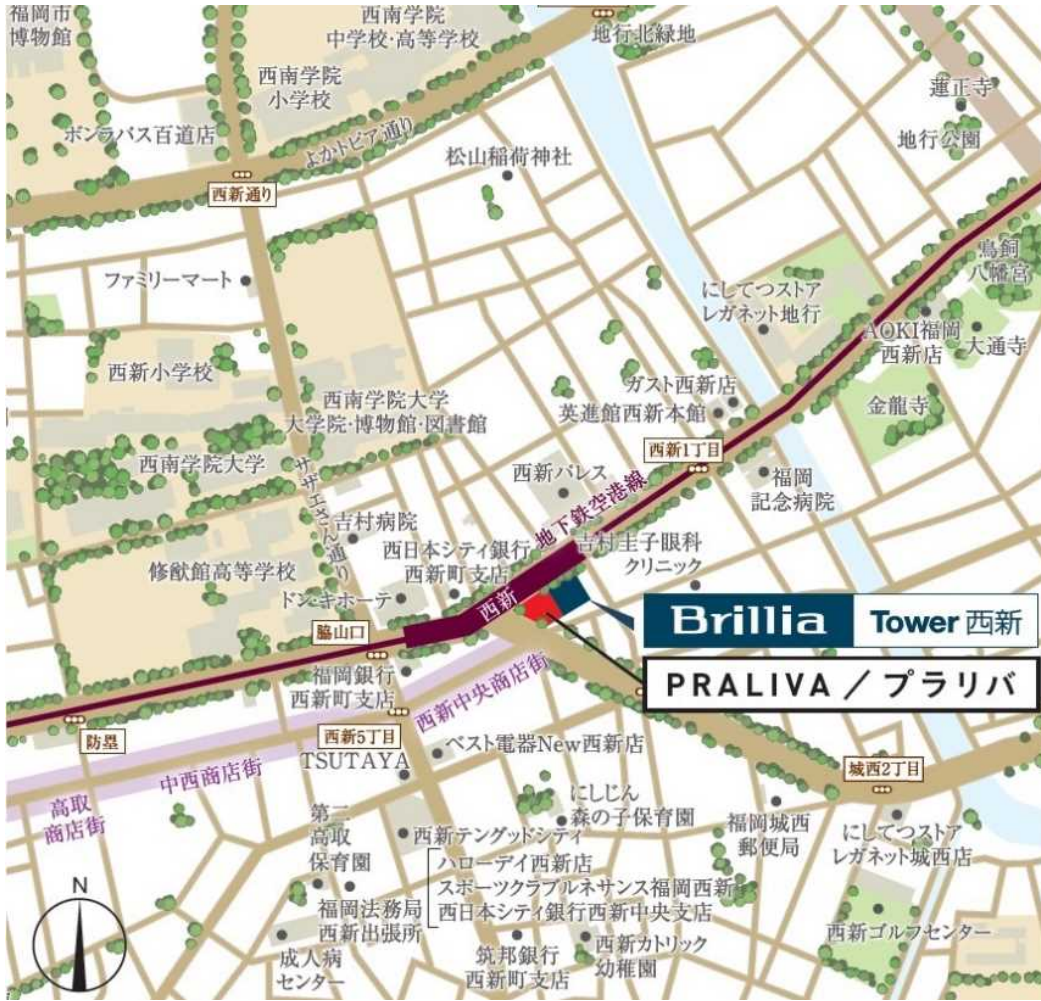 福岡市
博物館
西南学院
中学校・高等学校
地行北緑地
西南学院
小学校
蓮正寺
ボンラパス百道店
よかトピア通り
地行公園
松山稲荷神社
西新通り
鳥飼
八幡宮
ファミリーマート
にしてつストア
レガネット地行
AOKI福岡
西新店
大通寺
西新小学校
ガスト西新店
西南学院大学
大学院・博物館・図書館
英進館西新本館
金龍寺
西新1丁目
西南学院大学
サザエさん通り
西新パレス
地下鉄空港線
福岡
記念病院
吉村病院
西日本シティ銀行
西新町支店
吉村圭子眼科
クリニック
修猷館高等学校
ドン・キホーテ
西新
Brillia Tower 西新
脇山口
福岡銀行
西新町支店
西新中央商店街
PRALIVA / プラリバ
防塁
西新5丁目
ベスト電器New西新店
TSUTAYA
中西商店街
城西2丁目
高取
商店街
第二
高取
保育園
にしじん
森の子保育園
福岡城西
郵便局
にしてつストア
レガネット城西店
西新テングッドシティ
ハローデイ西新店
スポーツクラブルネサンス福岡西新
西日本シティ銀行西新中央支店
N
福岡法務局
西新出張所
西新ゴルフセンター
成人病
センター
筑邦銀行
西新町支店
西新カトリック
幼稚園